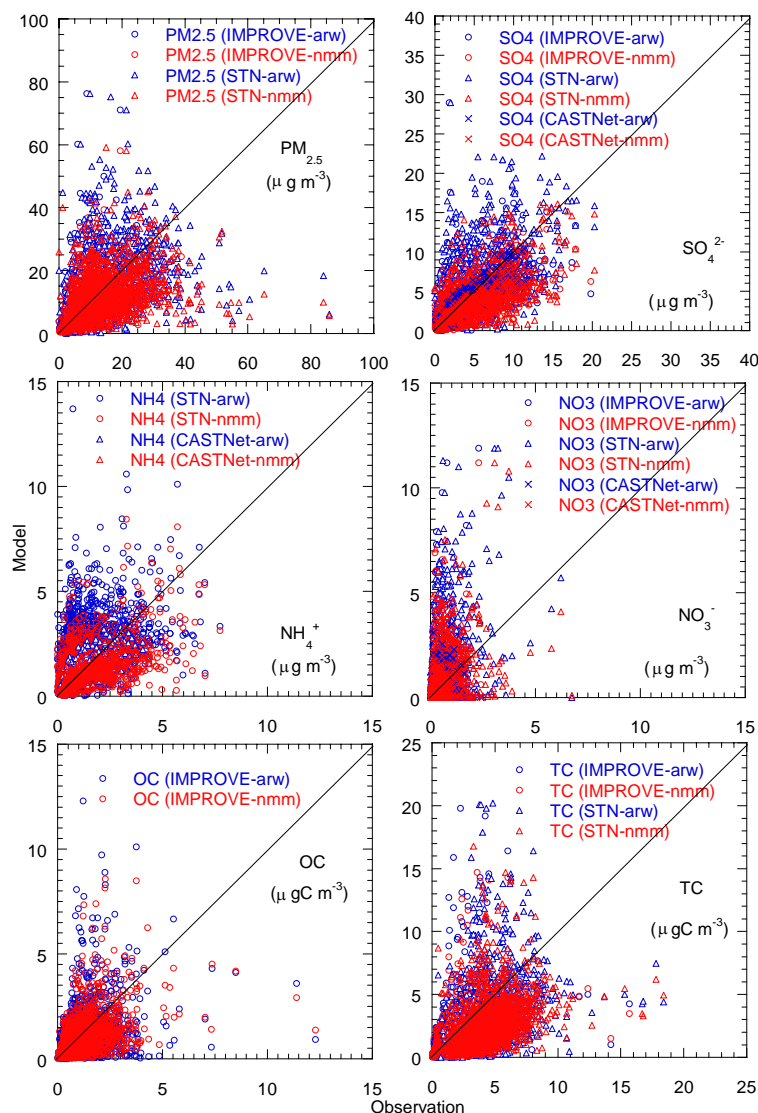 PM2.5 (IMPROVE-arw)
PM2.5 (IMPROVE-nmm)
PM2.5 (STN-arw)
PM2.5 (STN-nmm)
PM2.5
(μ g m-3)
100
80
60
40
20
0
0 20 40 60 80 100
SO4 (IMPROVE-arw)
SO4 (IMPROVE-nmm)
SO4 (STN-arw)
SO4 (STN-nmm)
SO4 (CASTNet-arw)
SO4 (CASTNet-nmm)
SO4 2-
(μ g m-3)
40
35
30
25
20
15
10
5
0
0 5 10 15 20 25 30 35 40
NH4 (STN-arw)
NH4 (STN-nmm)
NH4 (CASTNet-arw)
NH4 (CASTNet-nmm)
NH4 +
(μ g m-3)
15
10
5
0
0 5 10 15
Model
NO3 (IMPROVE-arw)
NO3 (IMPROVE-nmm)
NO3 (STN-arw)
NO3 (STN-nmm)
NO3 (CASTNet-arw)
NO3 (CASTNet-nmm)
NO3 -
(μ g m-3)
15
10
5
0
0 5 10 15
OC (IMPROVE-arw)
OC (IMPROVE-nmm)
OC
(μ gC m-3)
15
10
5
0
0 5 10 15
TC (IMPROVE-arw)
TC (IMPROVE-nmm)
TC (STN-arw)
TC (STN-nmm)
TC
(μ gC m-3)
25
20
15
10
5
0
0 5 10 15 20 25
Observation